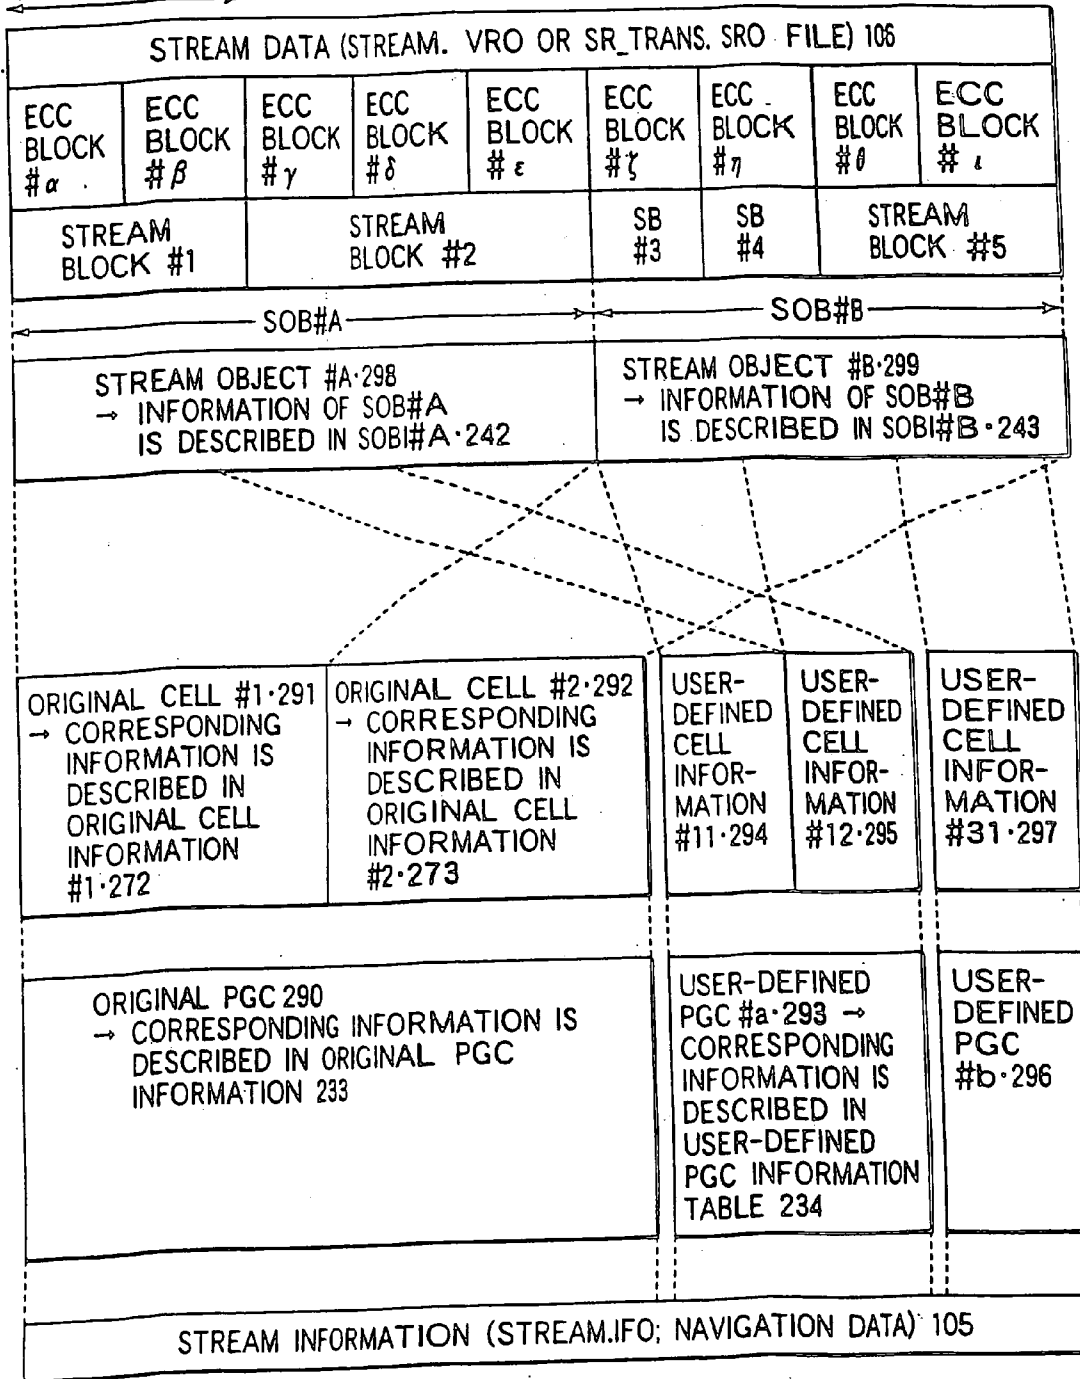 STREAM DATA (STREAM. VRO OR SR_TRANS. SRO FILE) 106
ECC BLOCK #α
ECC BLOCK #β
ECC BLOCK #γ
ECC BLOCK #δ
ECC BLOCK #ε
ECC BLOCK #ζ
ECC BLOCK #η
ECC BLOCK #θ
ECC BLOCK #ι
STREAM BLOCK #1
STREAM BLOCK #2
SB #3
SB #4
STREAM BLOCK #5
SOB#A
SOB#B
STREAM OBJECT #A·298
→ INFORMATION OF SOB#A
IS DESCRIBED IN SOBI#A·242
STREAM OBJECT #B·299
→ INFORMATION OF SOB#B
IS DESCRIBED IN SOBI#B·243
ORIGINAL CELL #1·291
→ CORRESPONDING
INFORMATION IS
DESCRIBED IN
ORIGINAL CELL
INFORMATION
#1·272
ORIGINAL CELL #2·292
→ CORRESPONDING
INFORMATION IS
DESCRIBED IN
ORIGINAL CELL
INFORMATION
#2·273
USER-
DEFINED
CELL
INFOR-
MATION
#11·294
USER-
DEFINED
CELL
INFOR-
MATION
#12·295
USER-
DEFINED
CELL
INFOR-
MATION
#31·297
ORIGINAL PGC 290
→ CORRESPONDING INFORMATION IS
DESCRIBED IN ORIGINAL PGC
INFORMATION 233
USER-DEFINED
PGC #a·293 →
CORRESPONDING
INFORMATION IS
DESCRIBED IN
USER-DEFINED
PGC INFORMATION
TABLE 234
USER-
DEFINED
PGC
#b·296
STREAM INFORMATION (STREAM.IFO; NAVIGATION DATA) 105